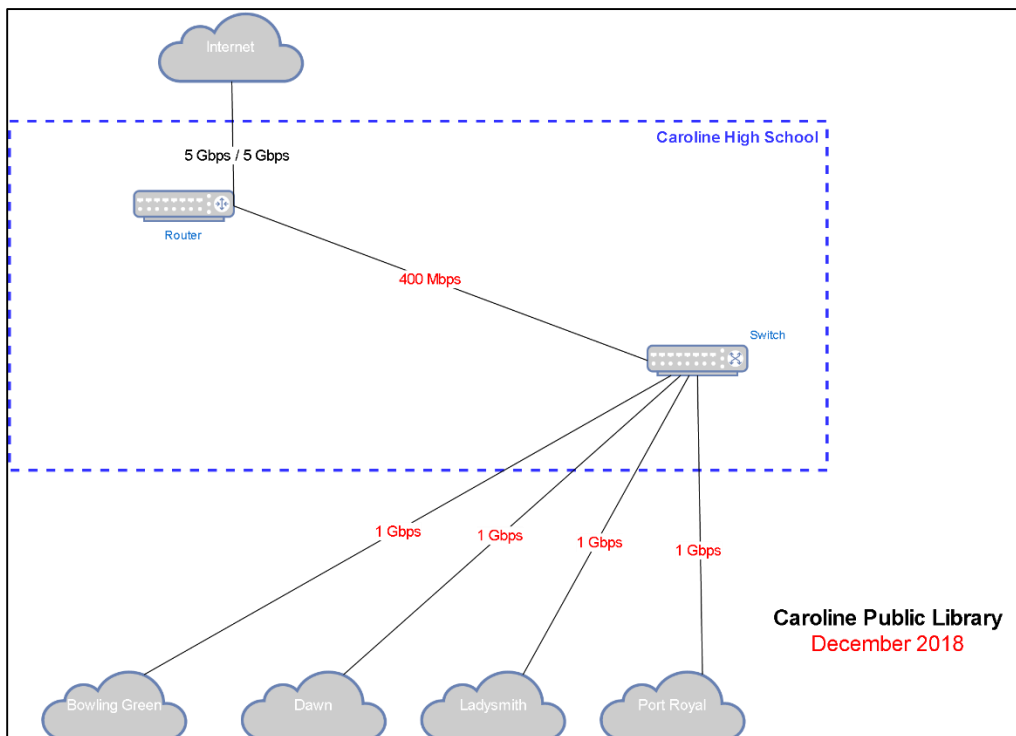 Internet
Caroline High School
5 Gbps / 5 Gbps
Router
400 Mbps
Switch
1 Gbps
1 Gbps
1 Gbps
1 Gbps
Caroline Public Library
December 2018
Bowling Green
Dawn
Ladysmith
Port Royal